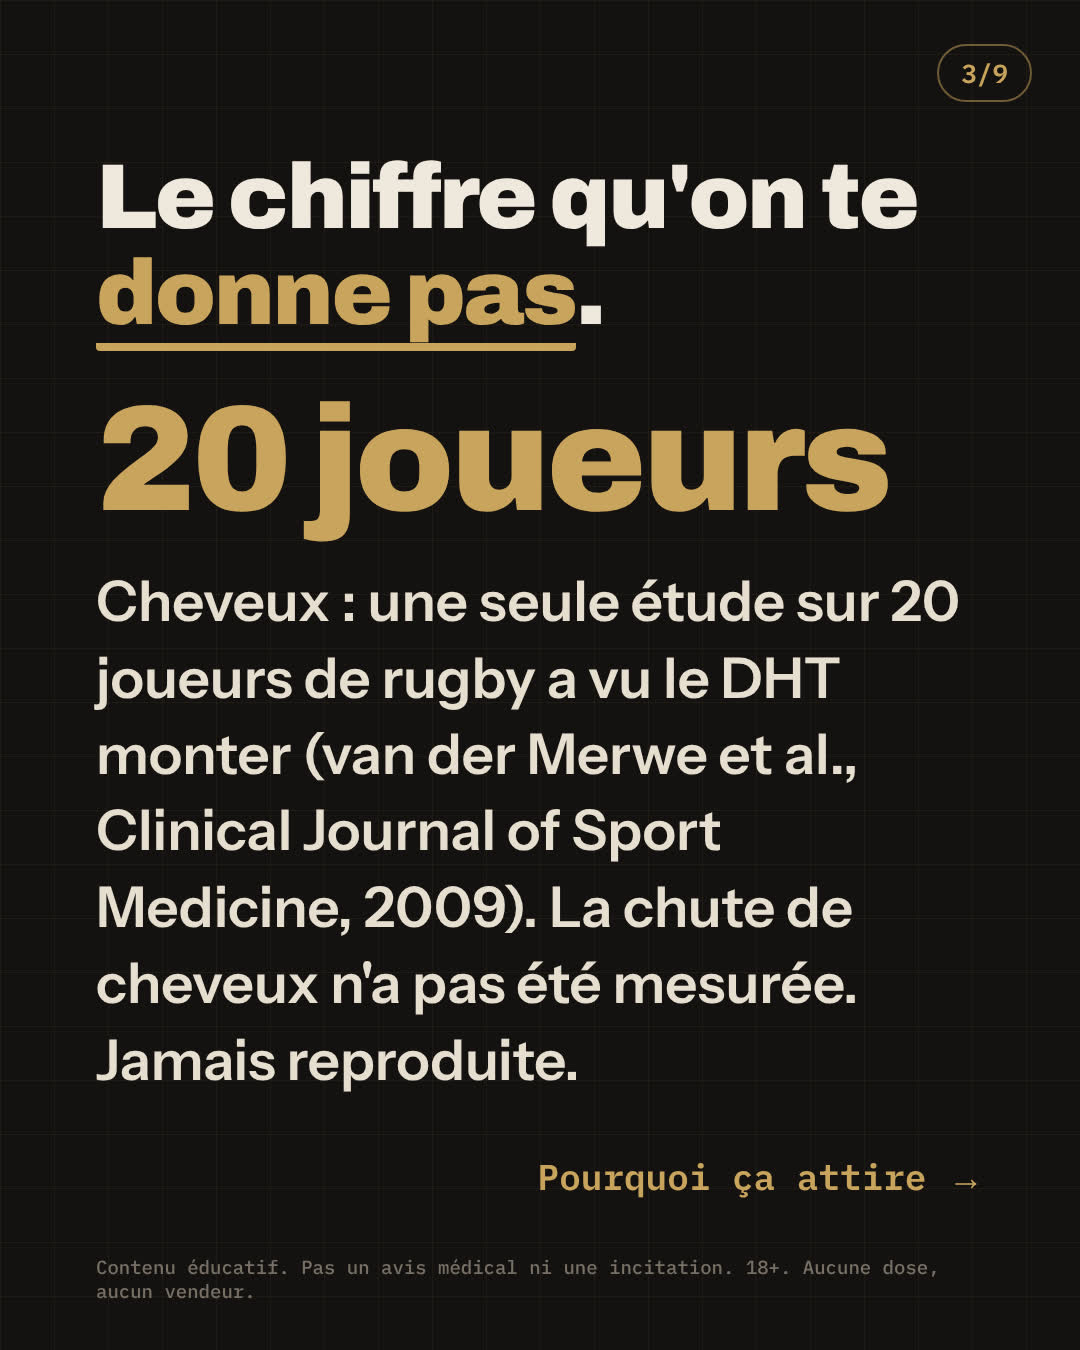 3/9
Le chiffre qu'on te
donne pas.
20 joueurs
Cheveux : une seule étude sur 20
joueurs de rugby a vu le DHT
monter (van der Merwe et al.,
Clinical Journal of Sport
Medicine, 2009). La chute de
cheveux n'a pas été mesurée.
Jamais reproduite.
Pourquoi ça attire →
Contenu éducatif. Pas un avis médical ni une incitation. 18+. Aucune dose,
aucun vendeur.